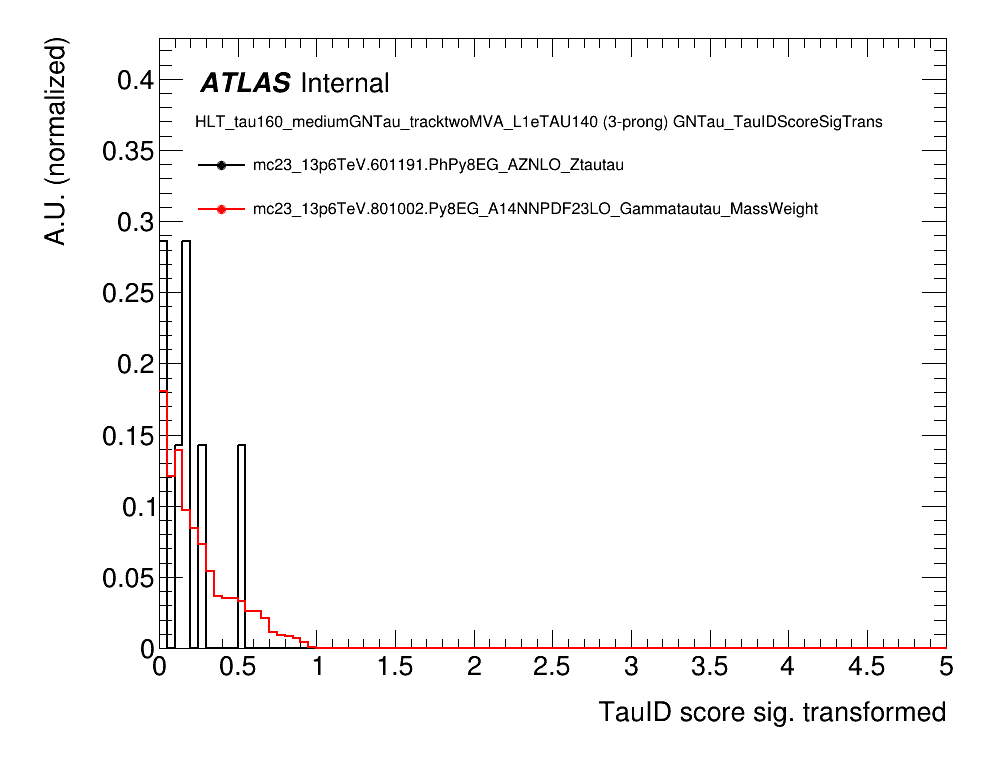 A.U. (normalized)
0.4
0.35
0.3
0.25
0.2
0.15
0.1
0.05
0
ATLAS Internal
HLT_tau160_mediumGNTau_tracktwoMVA_L1eTAU140 (3-prong) GNTau_TauIDScoreSigTrans
mc23_13p6TeV.601191.PhPy8EG_AZNLO_Ztautau
mc23_13p6TeV.801002.Py8EG_A14NNPDF23LO_Gammatautau_MassWeight
0 0.5 1 1.5 2 2.5 3 3.5 4 4.5 5
TauID score sig. transformed